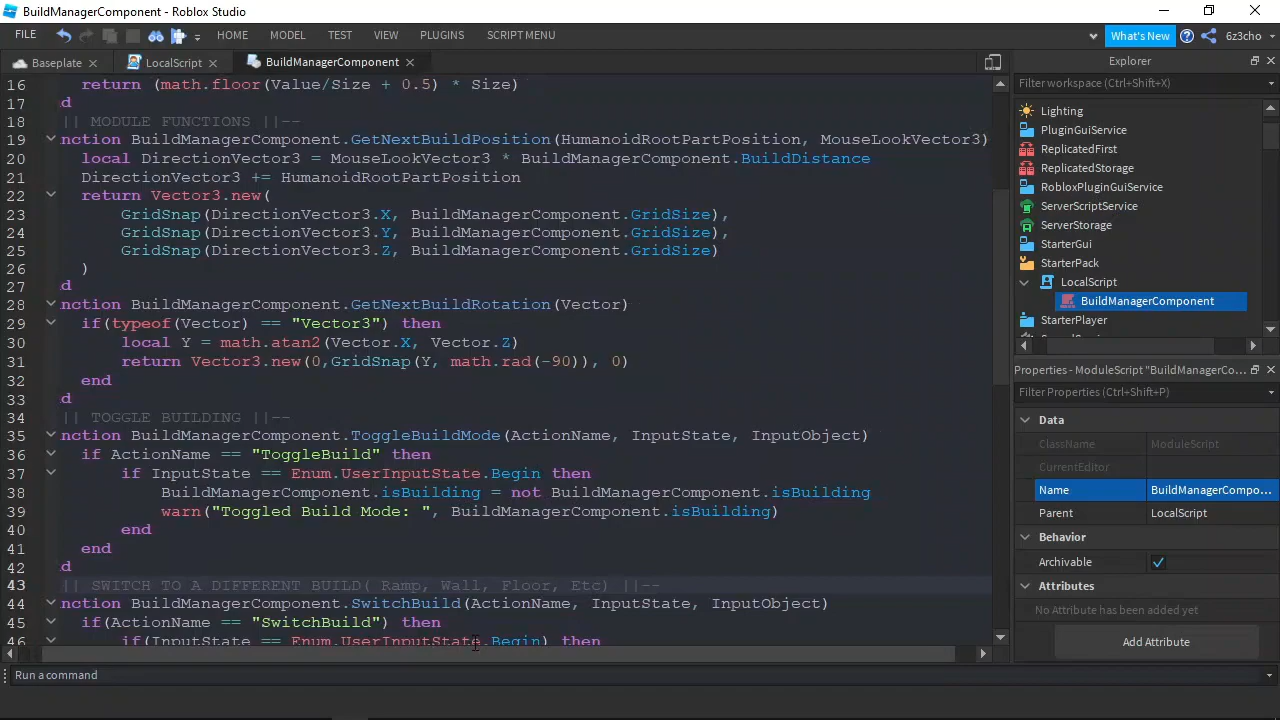 BuildManagerComponent - Roblox Studio
FILE HOME MODEL TEST VIEW PLUGINS SCRIPT MENU What's New 6z3cho
Baseplate LocalScript BuildManagerComponent
16 return (math.floor(Value/Size + 0.5) * Size)
17 d
18 || MODULE FUNCTIONS ||--
19 nction BuildManagerComponent.GetNextBuildPosition(HumanoidRootPartPosition, MouseLookVector3)
20 local DirectionVector3 = MouseLookVector3 * BuildManagerComponent.BuildDistance
21 DirectionVector3 += HumanoidRootPartPosition
22 return Vector3.new(
23 GridSnap(DirectionVector3.X, BuildManagerComponent.GridSize),
24 GridSnap(DirectionVector3.Y, BuildManagerComponent.GridSize),
25 GridSnap(DirectionVector3.Z, BuildManagerComponent.GridSize)
26 )
27 d
28 nction BuildManagerComponent.GetNextBuildRotation(Vector)
29 if(typeof(Vector) == "Vector3") then
30 local Y = math.atan2(Vector.X, Vector.Z)
31 return Vector3.new(0,GridSnap(Y, math.rad(-90)), 0)
32 end
33 d
34 || TOGGLE BUILDING ||--
35 nction BuildManagerComponent.ToggleBuildMode(ActionName, InputState, InputObject)
36 if ActionName == "ToggleBuild" then
37 if InputState == Enum.UserInputState.Begin then
38 BuildManagerComponent.isBuilding = not BuildManagerComponent.isBuilding
39 warn("Toggled Build Mode: ", BuildManagerComponent.isBuilding)
40 end
41 end
42 d
43 || SWITCH TO A DIFFERENT BUILD( Ramp, Wall, Floor, Etc) ||--
44 nction BuildManagerComponent.SwitchBuild(ActionName, InputState, InputObject)
45 if(ActionName == "SwitchBuild") then
46 if(InputState == Enum.UserInputState.Begin) then
Run a command
Explorer
Filter workspace (Ctrl+Shift+X)
Lighting
PluginGuiService
ReplicatedFirst
ReplicatedStorage
RobloxPluginGuiService
ServerScriptService
ServerStorage
StarterGui
StarterPack
LocalScript
BuildManagerComponent
StarterPlayer
Properties - ModuleScript "BuildManagerCo...
Filter Properties (Ctrl+Shift+P)
Data
ClassName ModuleScript
CurrentEditor
Name BuildManagerCompo...
Parent LocalScript
Behavior
Archivable
Attributes
No Attribute has been added yet
Add Attribute